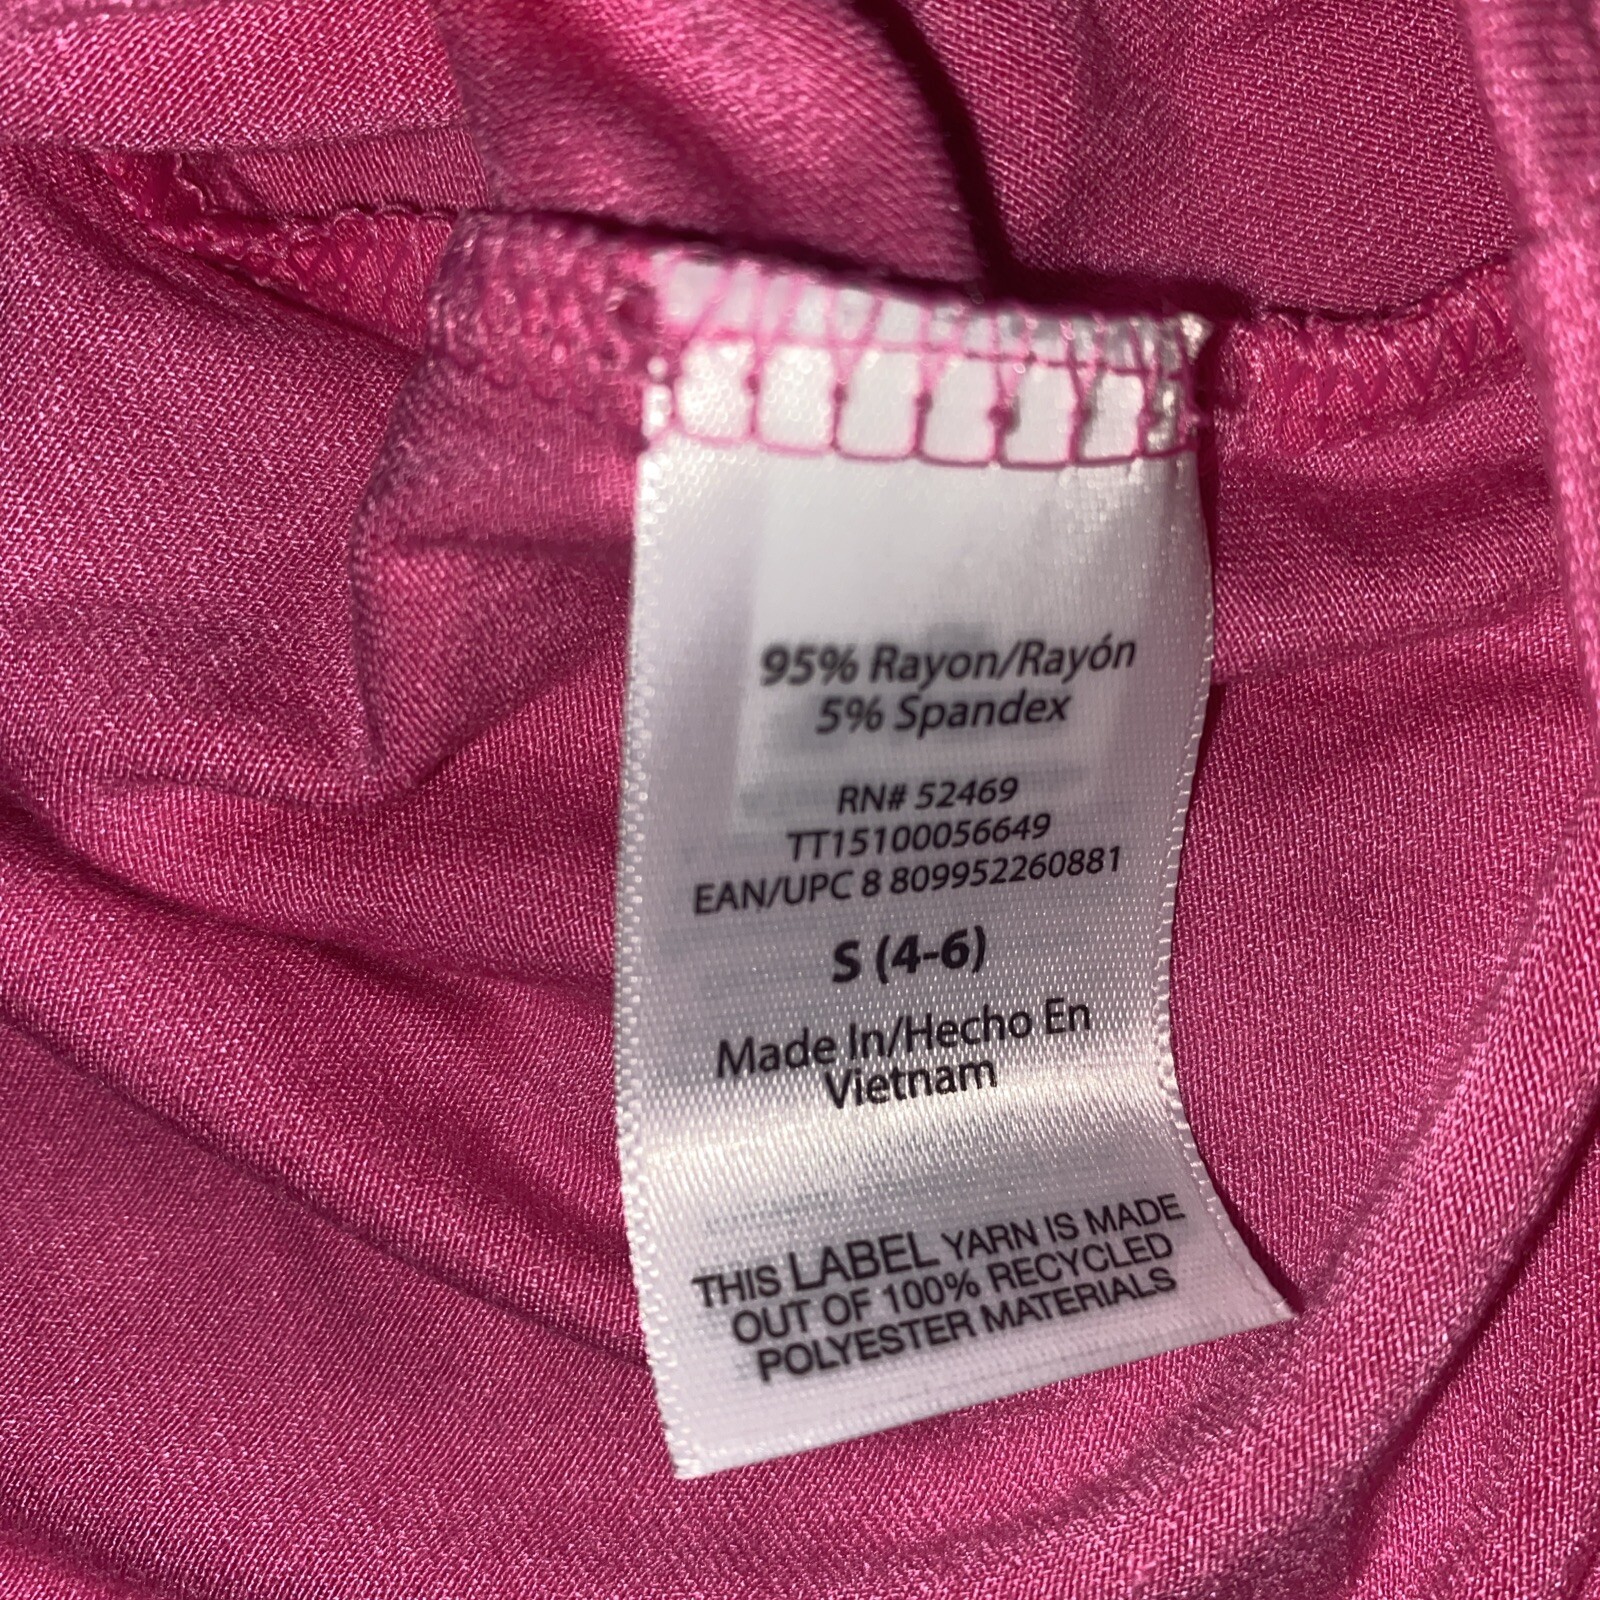 95% Rayon/Rayón
5% Spandex
RN# 52469
TT15100056649
EAN/UPC 8 809952260881
S (4-6)
Made In/Hecho En
Vietnam
THIS LABEL YARN IS MADE
OUT OF 100% RECYCLED
POLYESTER MATERIALS